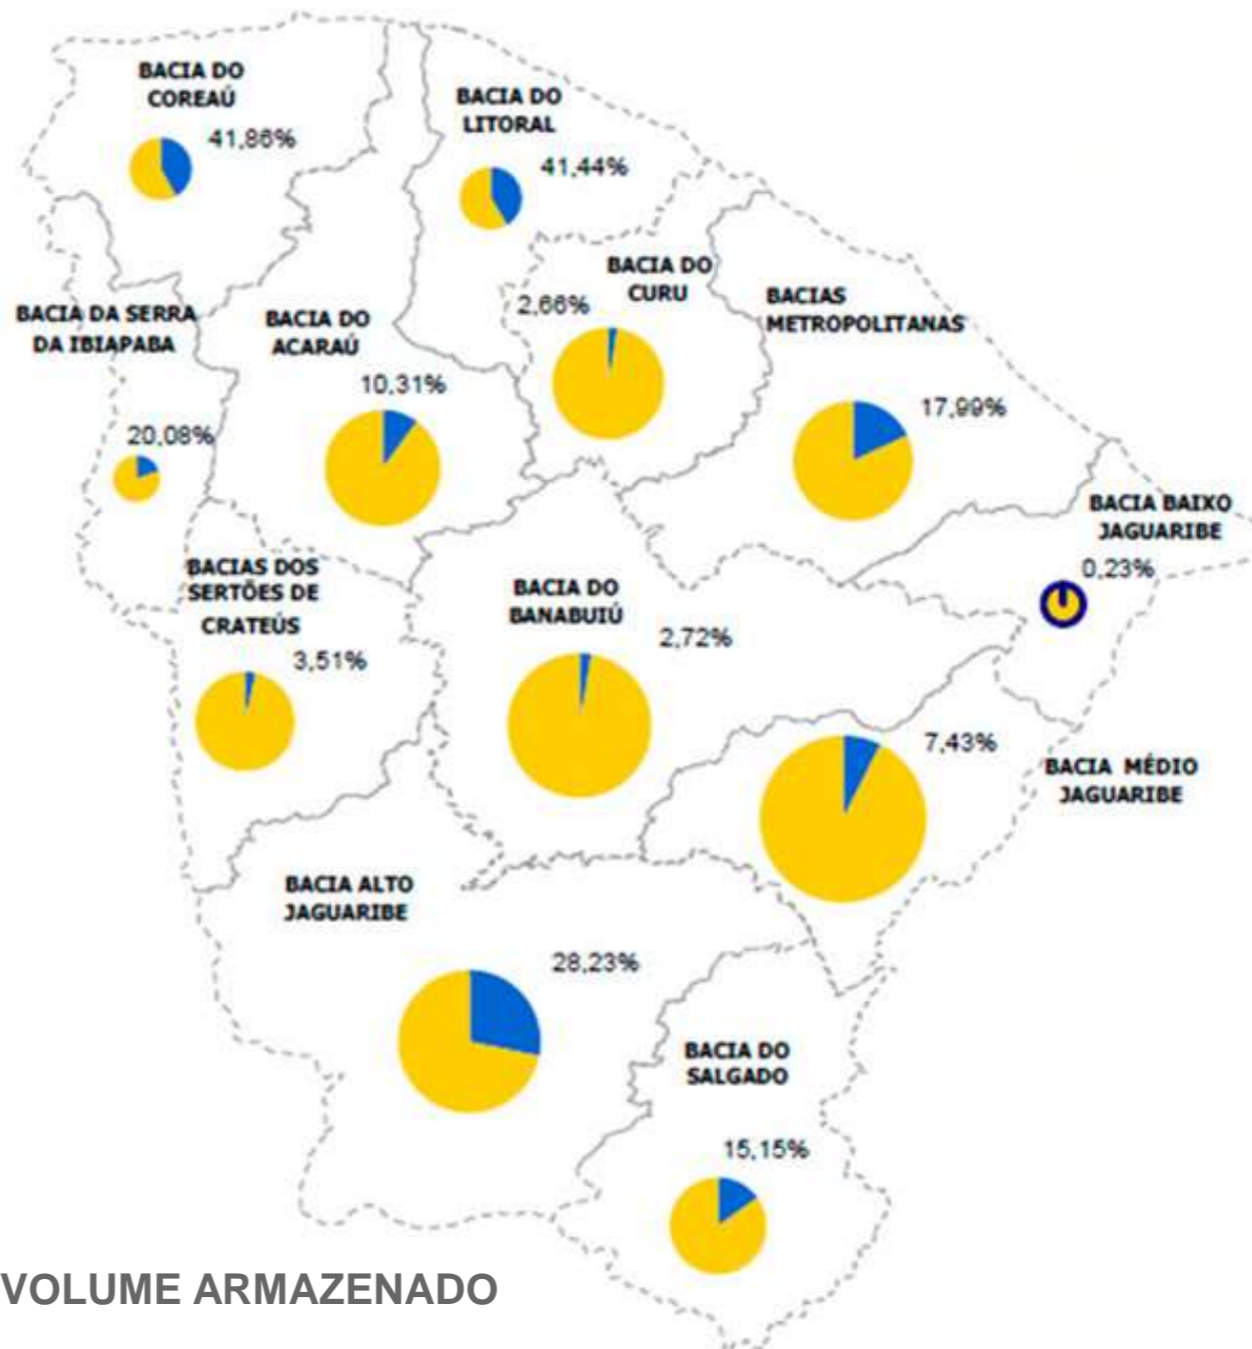 BACIA DO
COREAÚ
41,86%
BACIA DO
LITORAL
41,44%
BACIA DO
CURU
2,66%
BACIAS
METROPOLITANAS
17,99%
BACIA DA SERRA
DA IBIAPABA
20,08%
BACIA DO
ACARAÚ
10,31%
BACIA BAIXO
JAGUARIBE
0,23%
BACIAS DOS
SERTÕES DE
CRATEÚS
3,51%
BACIA DO
BANABUIÚ
2,72%
7,43%
BACIA MÉDIO
JAGUARIBE
BACIA ALTO
JAGUARIBE
28,23%
BACIA DO
SALGADO
15,15%
VOLUME ARMAZENADO